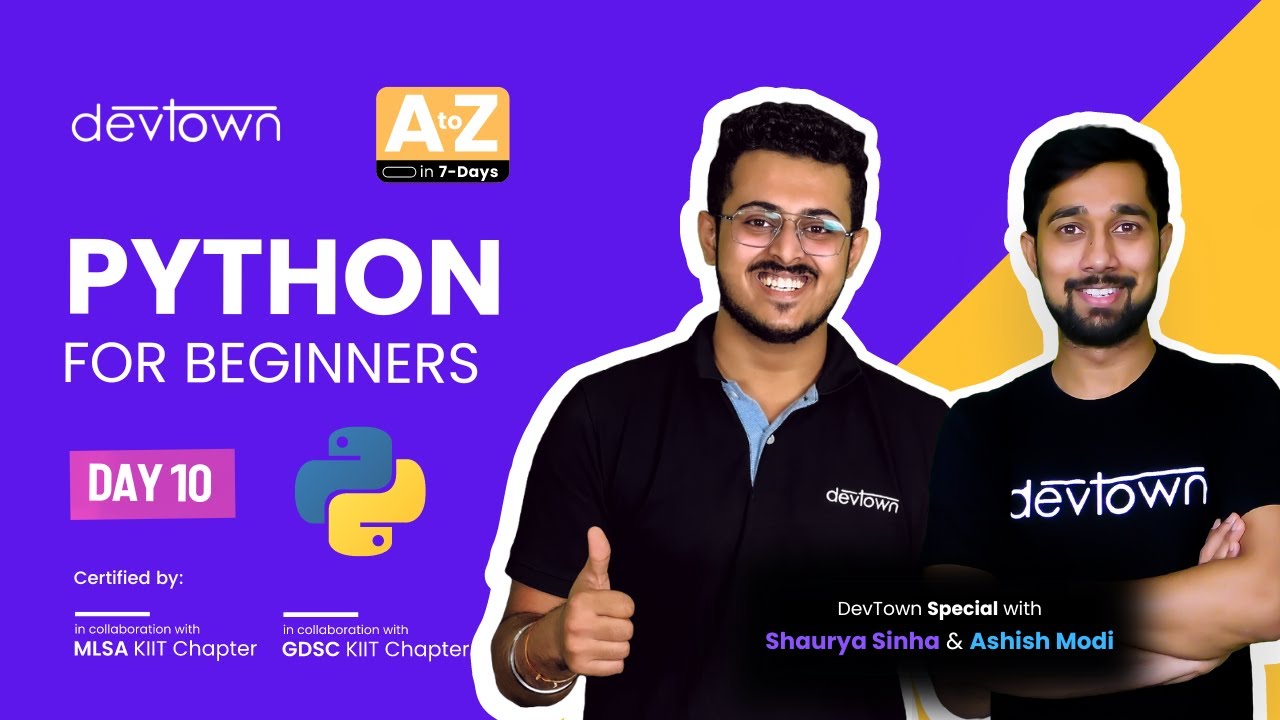 devtown
A to Z
in 7-Days
PYTHON
FOR BEGINNERS
DAY 10
Certified by:
in collaboration with
MLSA KIIT Chapter
in collaboration with
GDSC KIIT Chapter
devtown
devtown
DevTown Special with
Shaurya Sinha & Ashish Modi